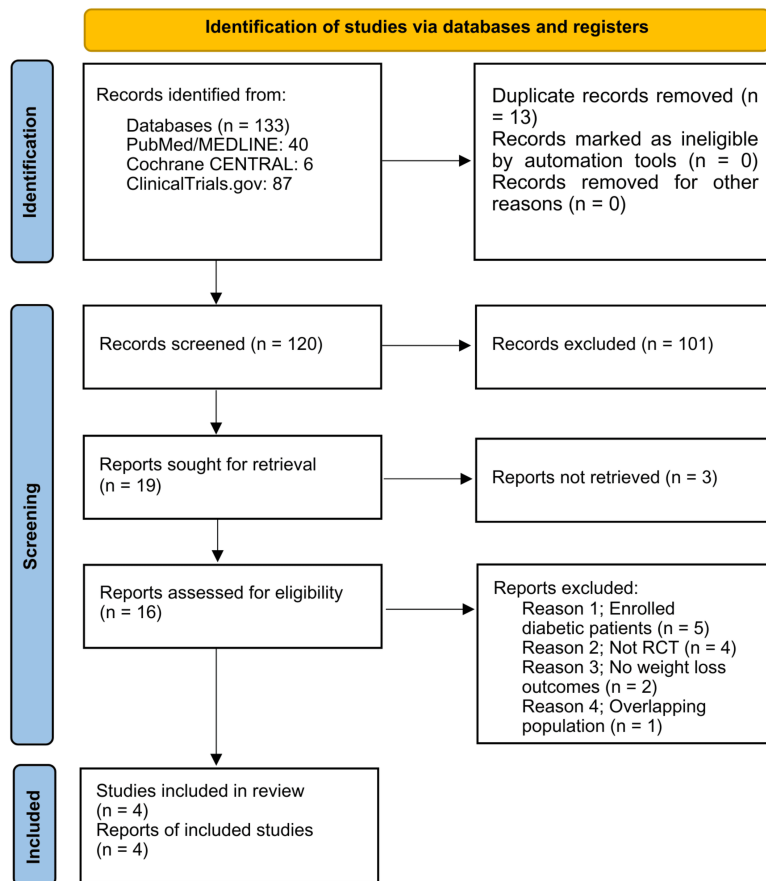 Identification of studies via databases and registers
Identification
Records identified from:
Databases (n = 133)
PubMed/MEDLINE: 40
Cochrane CENTRAL: 6
ClinicalTrials.gov: 87
Duplicate records removed (n
= 13)
Records marked as ineligible
by automation tools (n = 0)
Records removed for other
reasons (n = 0)
Screening
Records screened (n = 120)
Records excluded (n = 101)
Reports sought for retrieval
(n = 19)
Reports not retrieved (n = 3)
Reports assessed for eligibility
(n = 16)
Reports excluded:
Reason 1; Enrolled
diabetic patients (n = 5)
Reason 2; Not RCT (n = 4)
Reason 3; No weight loss
outcomes (n = 2)
Reason 4; Overlapping
population (n = 1)
Included
Studies included in review
(n = 4)
Reports of included studies
(n = 4)